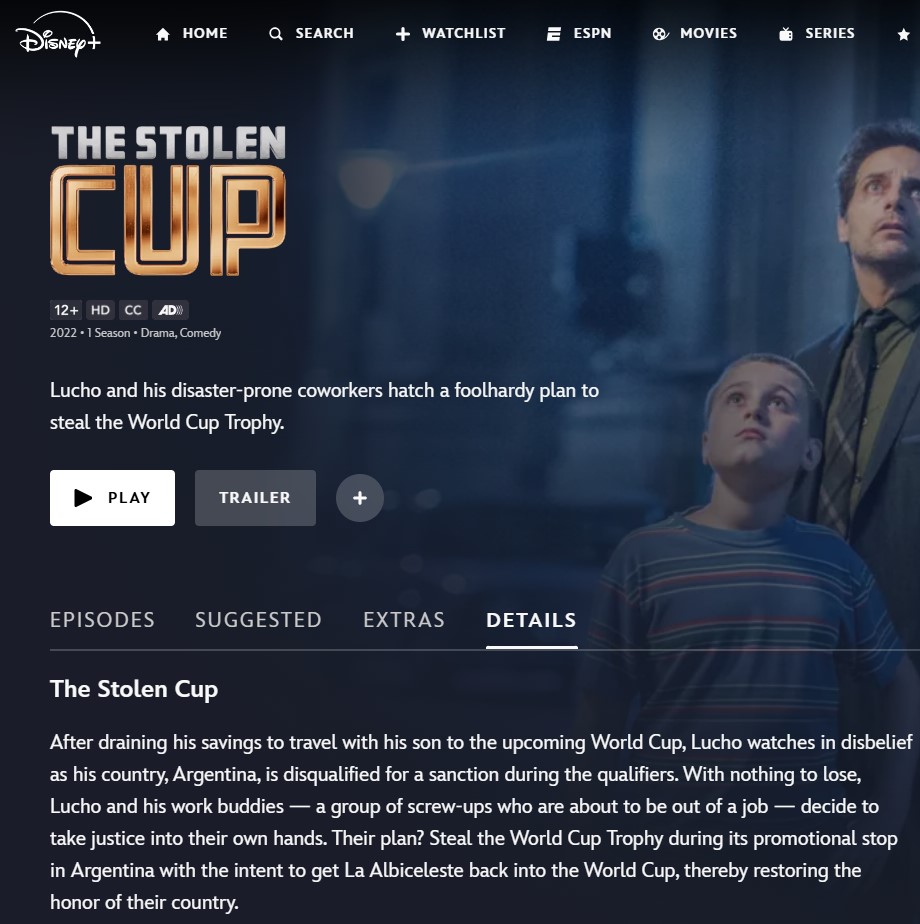 Disney+
HOME
SEARCH
WATCHLIST
ESPN
MOVIES
SERIES
THE STOLEN
CUP
12+ HD CC AD
2022 • 1 Season • Drama, Comedy
Lucho and his disaster-prone coworkers hatch a foolhardy plan to
steal the World Cup Trophy.
PLAY
TRAILER
EPISODES
SUGGESTED
EXTRAS
DETAILS
The Stolen Cup
After draining his savings to travel with his son to the upcoming World Cup, Lucho watches in disbelief
as his country, Argentina, is disqualified for a sanction during the qualifiers. With nothing to lose,
Lucho and his work buddies — a group of screw-ups who are about to be out of a job — decide to
take justice into their own hands. Their plan? Steal the World Cup Trophy during its promotional stop
in Argentina with the intent to get La Albiceleste back into the World Cup, thereby restoring the
honor of their country.